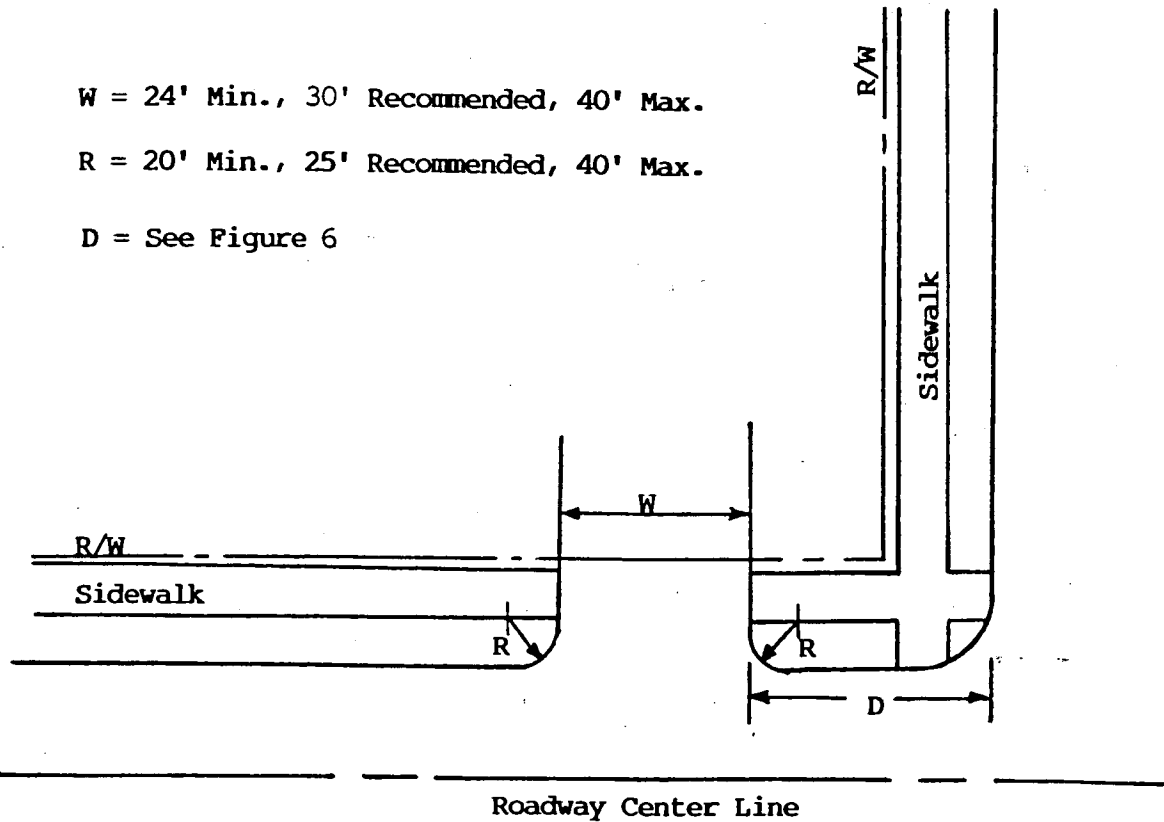 W = 24' Min., 30' Recommended, 40' Max.
R = 20' Min., 25' Recommended, 40' Max.
D = See Figure 6
R/W
Sidewalk
W
R/W
Sidewalk
R
R
D
Roadway Center Line